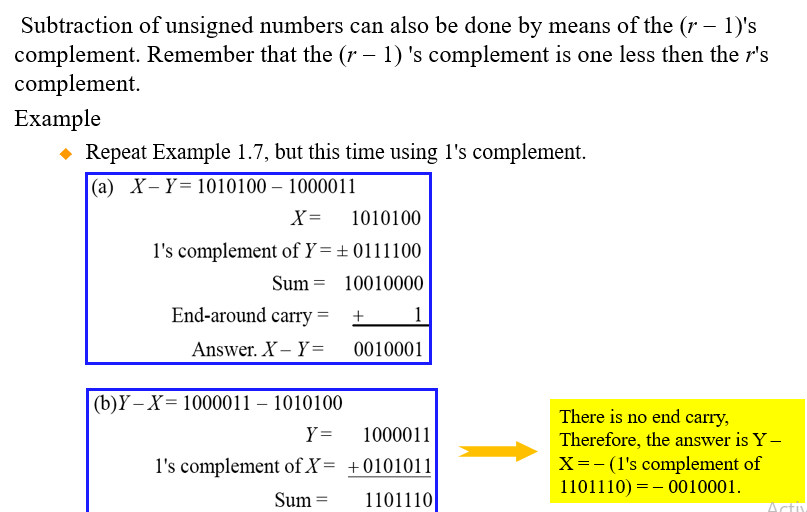 Subtraction of unsigned numbers can also be done by means of the (r – 1)'s
complement. Remember that the (r – 1) 's complement is one less then the r's
complement.
Example
Repeat Example 1.7, but this time using 1's complement.
(a) X – Y = 1010100 – 1000011
X = 1010100
1's complement of Y = ± 0111100
Sum = 10010000
End-around carry = + 1
Answer. X – Y = 0010001
(b)Y – X = 1000011 – 1010100
Y = 1000011
1's complement of X = + 0101011
Sum = 1101110
There is no end carry,
Therefore, the answer is Y –
X = – (1's complement of
1101110) = – 0010001.